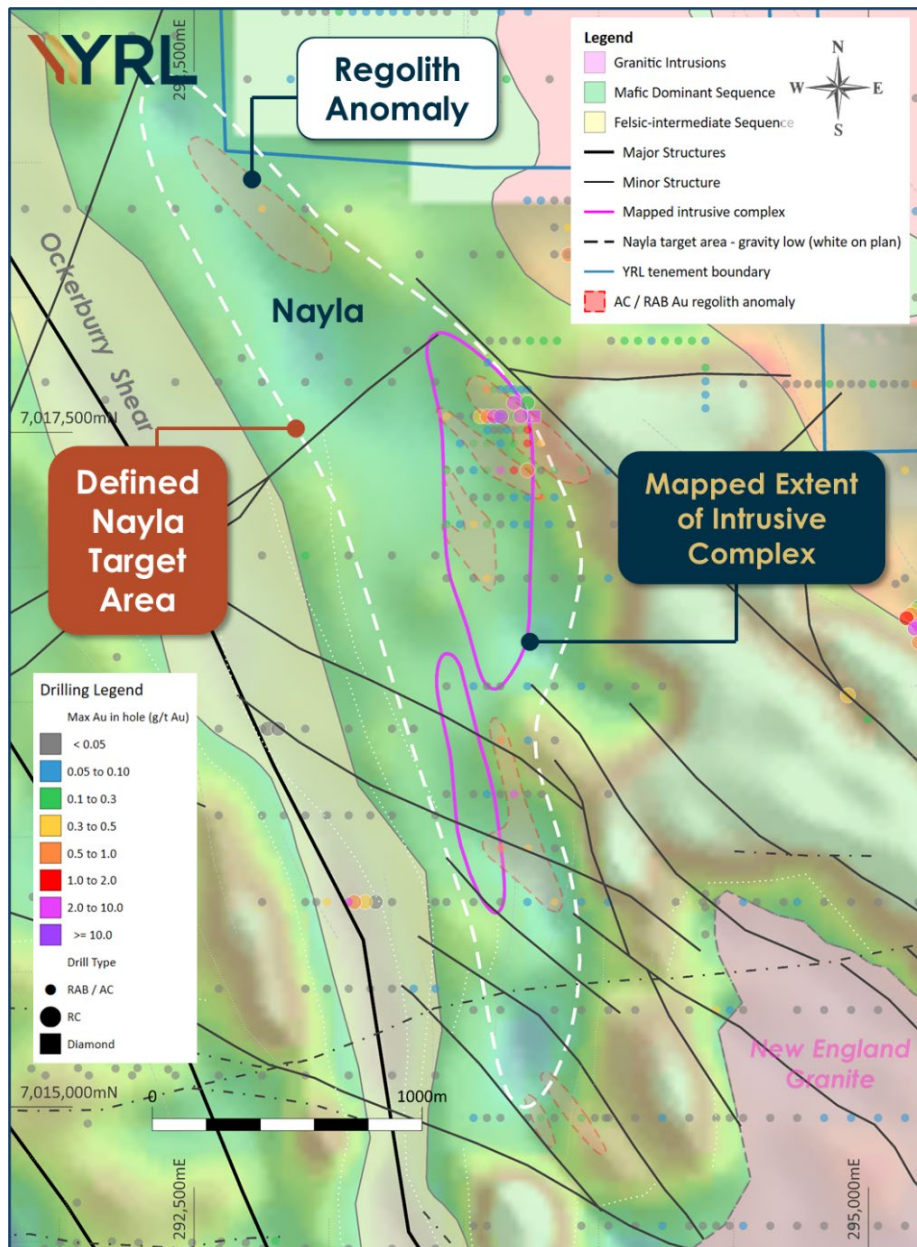 YRL
292,500mE
Regolith
Anomaly
Legend
Granitic Intrusions
Mafic Dominant Sequence
Felsic-intermediate Sequence
Major Structures
Minor Structure
Mapped intrusive complex
Nayla target area - gravity low (white on plan)
YRL tenement boundary
AC / RAB Au regolith anomaly
N
W
E
S
Ockerburry Shear
Nayla
7,017,500mN
Defined
Nayla
Target
Area
Mapped Extent
of Intrusive
Complex
Drilling Legend
Max Au in hole (g/t Au)
< 0.05
0.05 to 0.10
0.1 to 0.3
0.3 to 0.5
0.5 to 1.0
1.0 to 2.0
2.0 to 10.0
>= 10.0
Drill Type
RAB / AC
RC
Diamond
New England
Granite
7,015,000mN
0
1000m
292,500mE
295,000mE